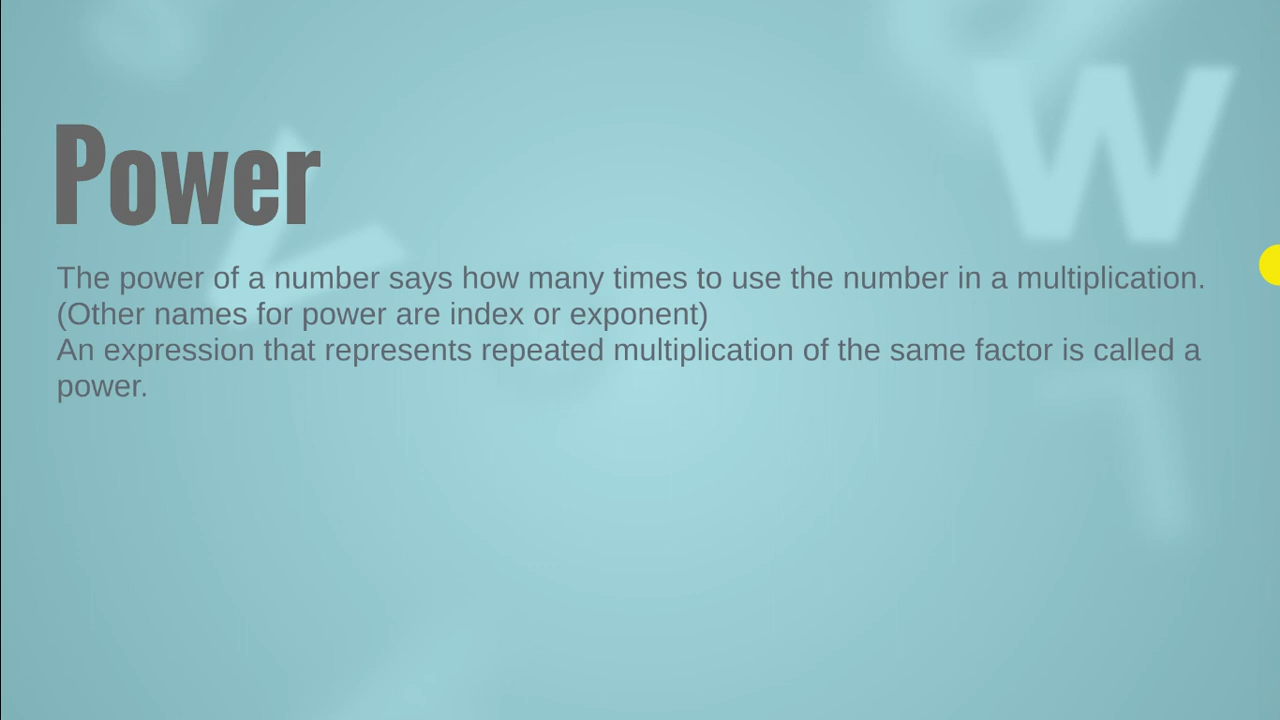 Power
The power of a number says how many times to use the number in a multiplication.
(Other names for power are index or exponent)
An expression that represents repeated multiplication of the same factor is called a
power.